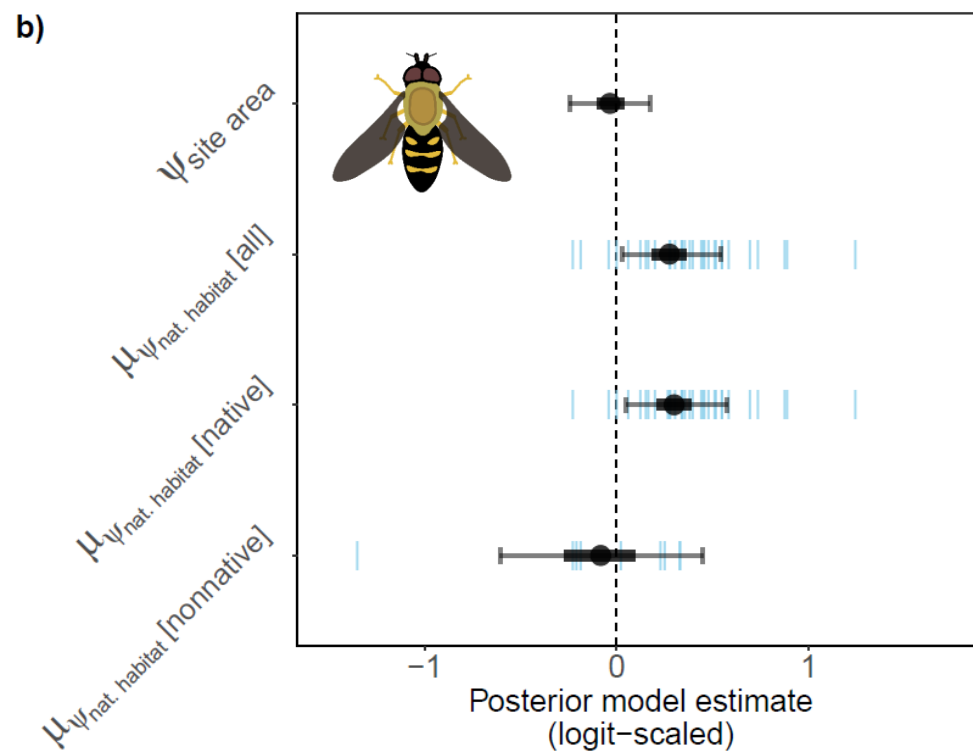 b)
ψsite area
μψnat. habitat [all]
μψnat. habitat [native]
μψnat. habitat [nonnative]
−1 0 1
Posterior model estimate
(logit−scaled)